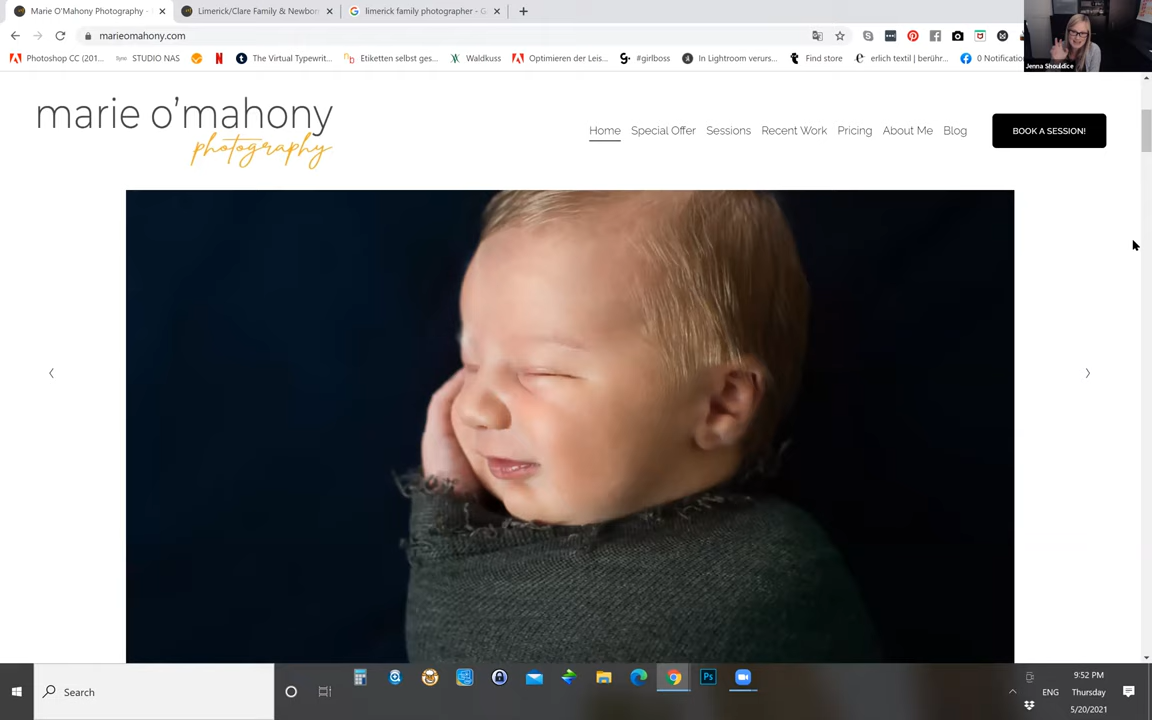 Marie O'Mahony Photography -
Limerick/Clare Family & Newborn
limerick family photographer - G
marieomahony.com
Photoshop CC (201...
Sync STUDIO NAS
The Virtual Typewrit...
Etiketten selbst ges...
Waldkuss
Optimieren der Leis...
#girlboss
In Lightroom verurs...
Find store
erlich textil | berühr...
0 Notification
Jenna Shouldice
marie o'mahony
photography
Home
Special Offer
Sessions
Recent Work
Pricing
About Me
Blog
BOOK A SESSION!
Search
9:52 PM
ENG
Thursday
5/20/2021